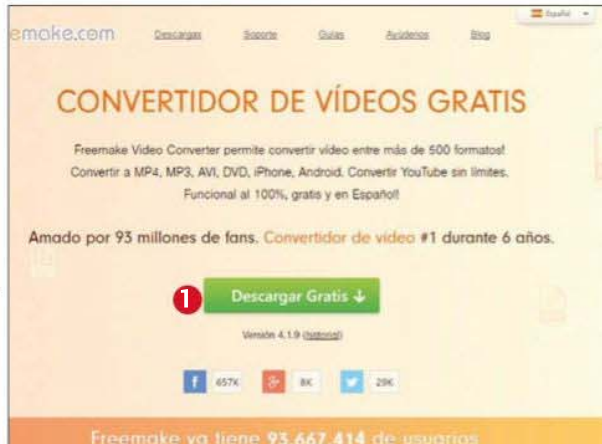 Español
emoke.com Descargas Soporte Guías Ayúdenos Blog
CONVERTIDOR DE VÍDEOS GRATIS
Freemake Video Converter permite convertir vídeo entre más de 500 formatos!
Convertir a MP4, MP3, AVI, DVD, iPhone, Android. Convertir YouTube sin límites.
Funcional al 100%, gratis y en Español!
Amado por 93 millones de fans. Convertidor de vídeo #1 durante 6 años.
1 Descargar Gratis
Versión 4.1.9 (historial)
f 657K g+ 8K 29K
Freemake ya tiene 93 667 414 de usuarios